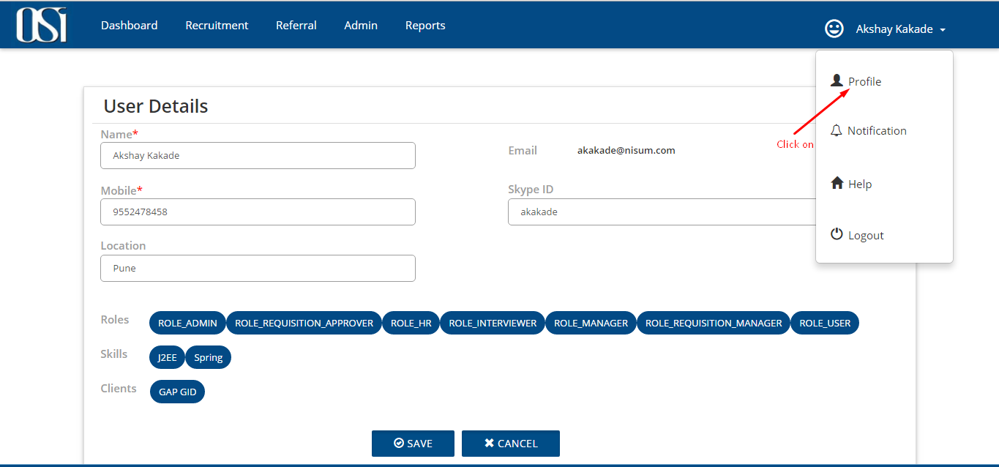 OSi Dashboard Recruitment Referral Admin Reports Akshay Kakade
Profile
Notification
Help
Logout
Click on
User Details
Name*
Akshay Kakade
Email akakade@nisum.com
Mobile*
9552478458
Skype ID
akakade
Location
Pune
Roles ROLE_ADMIN ROLE_REQUISITION_APPROVER ROLE_HR ROLE_INTERVIEWER ROLE_MANAGER ROLE_REQUISITION_MANAGER ROLE_USER
Skills J2EE Spring
Clients GAP GID
SAVE CANCEL